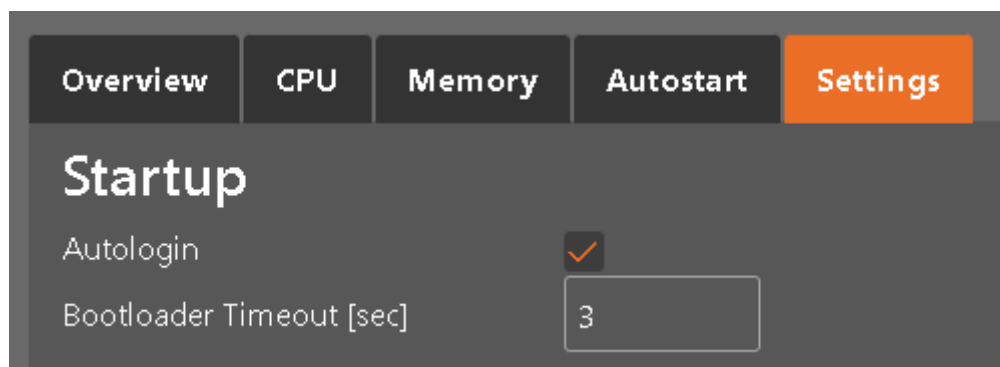 Overview CPU Memory Autostart Settings
Startup
Autologin
Bootloader Timeout [sec] 3